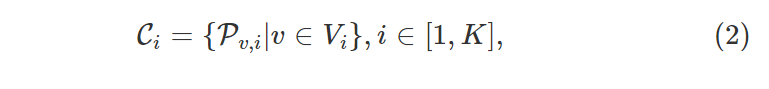 𝒞ᵢ = {𝒫ᵥ,ᵢ|v ∈ Vᵢ}, i ∈ [1, K], (2)